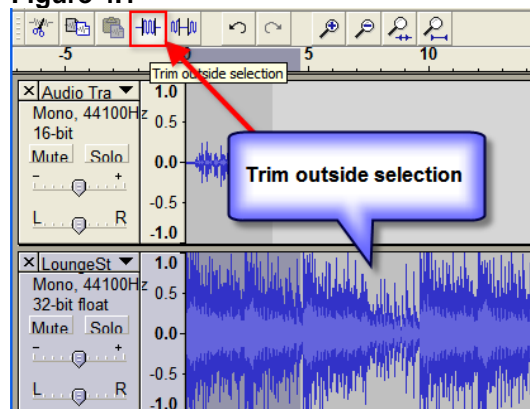 Figure
-5 5 10
Trim outside selection
Audio Tra 1.0
Mono, 44100Hz 0.5
16-bit
Mute Solo 0.0
- +
-0.5
L R
-1.0
Trim outside selection
LoungeSt 1.0
Mono, 44100Hz 0.5
32-bit float
Mute Solo 0.0
- +
-0.5
L R
-1.0